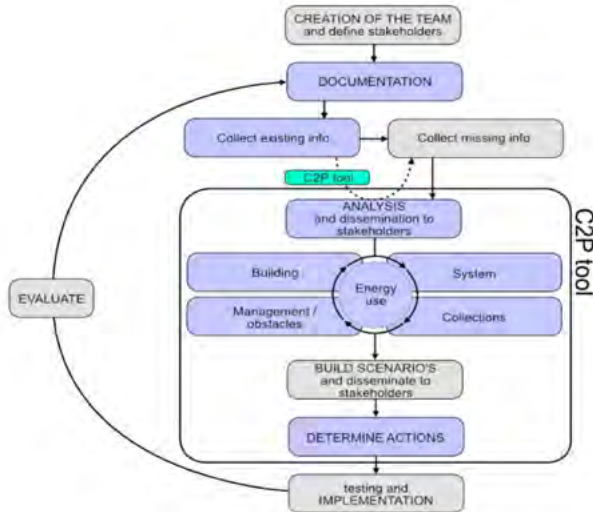 CREATION OF THE TEAM
and define stakeholders
DOCUMENTATION
Collect existing info
Collect missing info
C2P tool
ANALYSIS
and dissemination to
stakeholders
C2P tool
Building
System
Energy
use
EVALUATE
Management /
obstacles
Collections
BUILD SCENARIO'S
and disseminate to
stakeholders
DETERMINE ACTIONS
testing and
IMPLEMENTATION